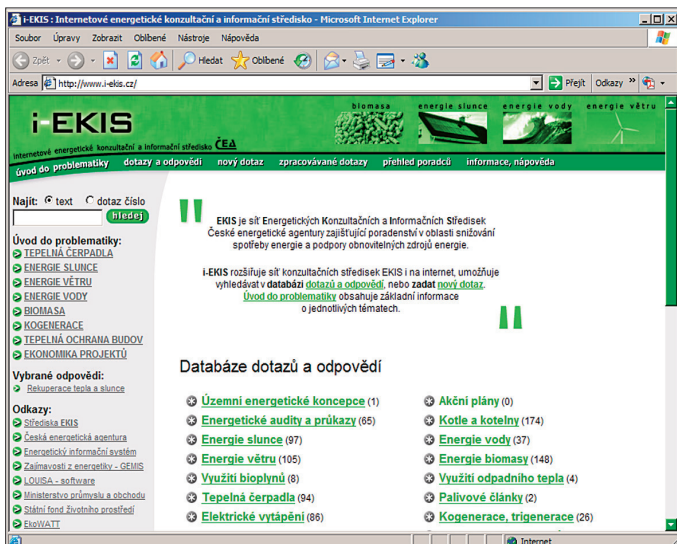 i-EKIS : Internetové energetické konzultační a informační středisko - Microsoft Internet Explorer
Soubor Úpravy Zobrazit Oblíbené Nástroje Nápověda
Zpět Hledat Oblíbené
Adresa http://www.i-ekis.cz/ Přejít Odkazy »
biomasa energie slunce energie vody energie větru
i-EKIS
internetové energetické konzultační a informační středisko ČEA
úvod do problematiky dotazy a odpovědi nový dotaz zpracovávané dotazy přehled poradců informace, nápověda
Najít: text dotaz číslo
hledej
Úvod do problematiky:
TEPELNÁ ČERPADLA
ENERGIE SLUNCE
ENERGIE VĚTRU
ENERGIE VODY
BIOMASA
KOGENERACE
TEPELNÁ OCHRANA BUDOV
EKONOMIKA PROJEKTŮ
Vybrané odpovědi:
Rekuperace tepla a slunce
Odkazy:
Střediska EKIS
Česká energetická agentura
Energetický informační systém
Zajímavosti z energetiky - GEMIS
LOUISA - software
Ministerstvo průmyslu a obchodu
Státní fond životního prostředí
EkoWATT
"
EKIS je síť Energetických Konzultačních a Informačních Středisek
České energetické agentury zajišťující poradenství v oblasti snižování
spotřeby energie a podpory obnovitelných zdrojů energie.
i-EKIS rozšiřuje síť konzultačních středisek EKIS i na internet, umožňuje
vyhledávat v databázi dotazů a odpovědí, nebo zadat nový dotaz.
Úvod do problematiky obsahuje základní informace
o jednotlivých tématech.
"
Databáze dotazů a odpovědí
Územní energetické koncepce (1)
Energetické audity a průkazy (65)
Energie slunce (97)
Energie větru (105)
Využití bioplynů (8)
Tepelná čerpadla (94)
Elektrické vytápění (86)
Akční plány (0)
Kotle a kotelny (174)
Energie vody (37)
Energie biomasy (148)
Využití odpadního tepla (4)
Palivové články (2)
Kogenerace, trigenerace (26)
Internet